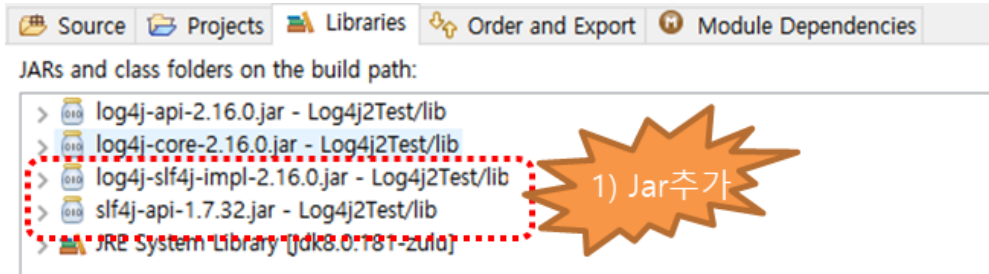 Source Projects Libraries Order and Export Module Dependencies
JARs and class folders on the build path:
log4j-api-2.16.0.jar - Log4j2Test/lib
log4j-core-2.16.0.jar - Log4j2Test/lib
log4j-slf4j-impl-2.16.0.jar - Log4j2Test/lib
slf4j-api-1.7.32.jar - Log4j2Test/lib
JRE System Library [jdk8.0.181-zulu]
1) Jar추가